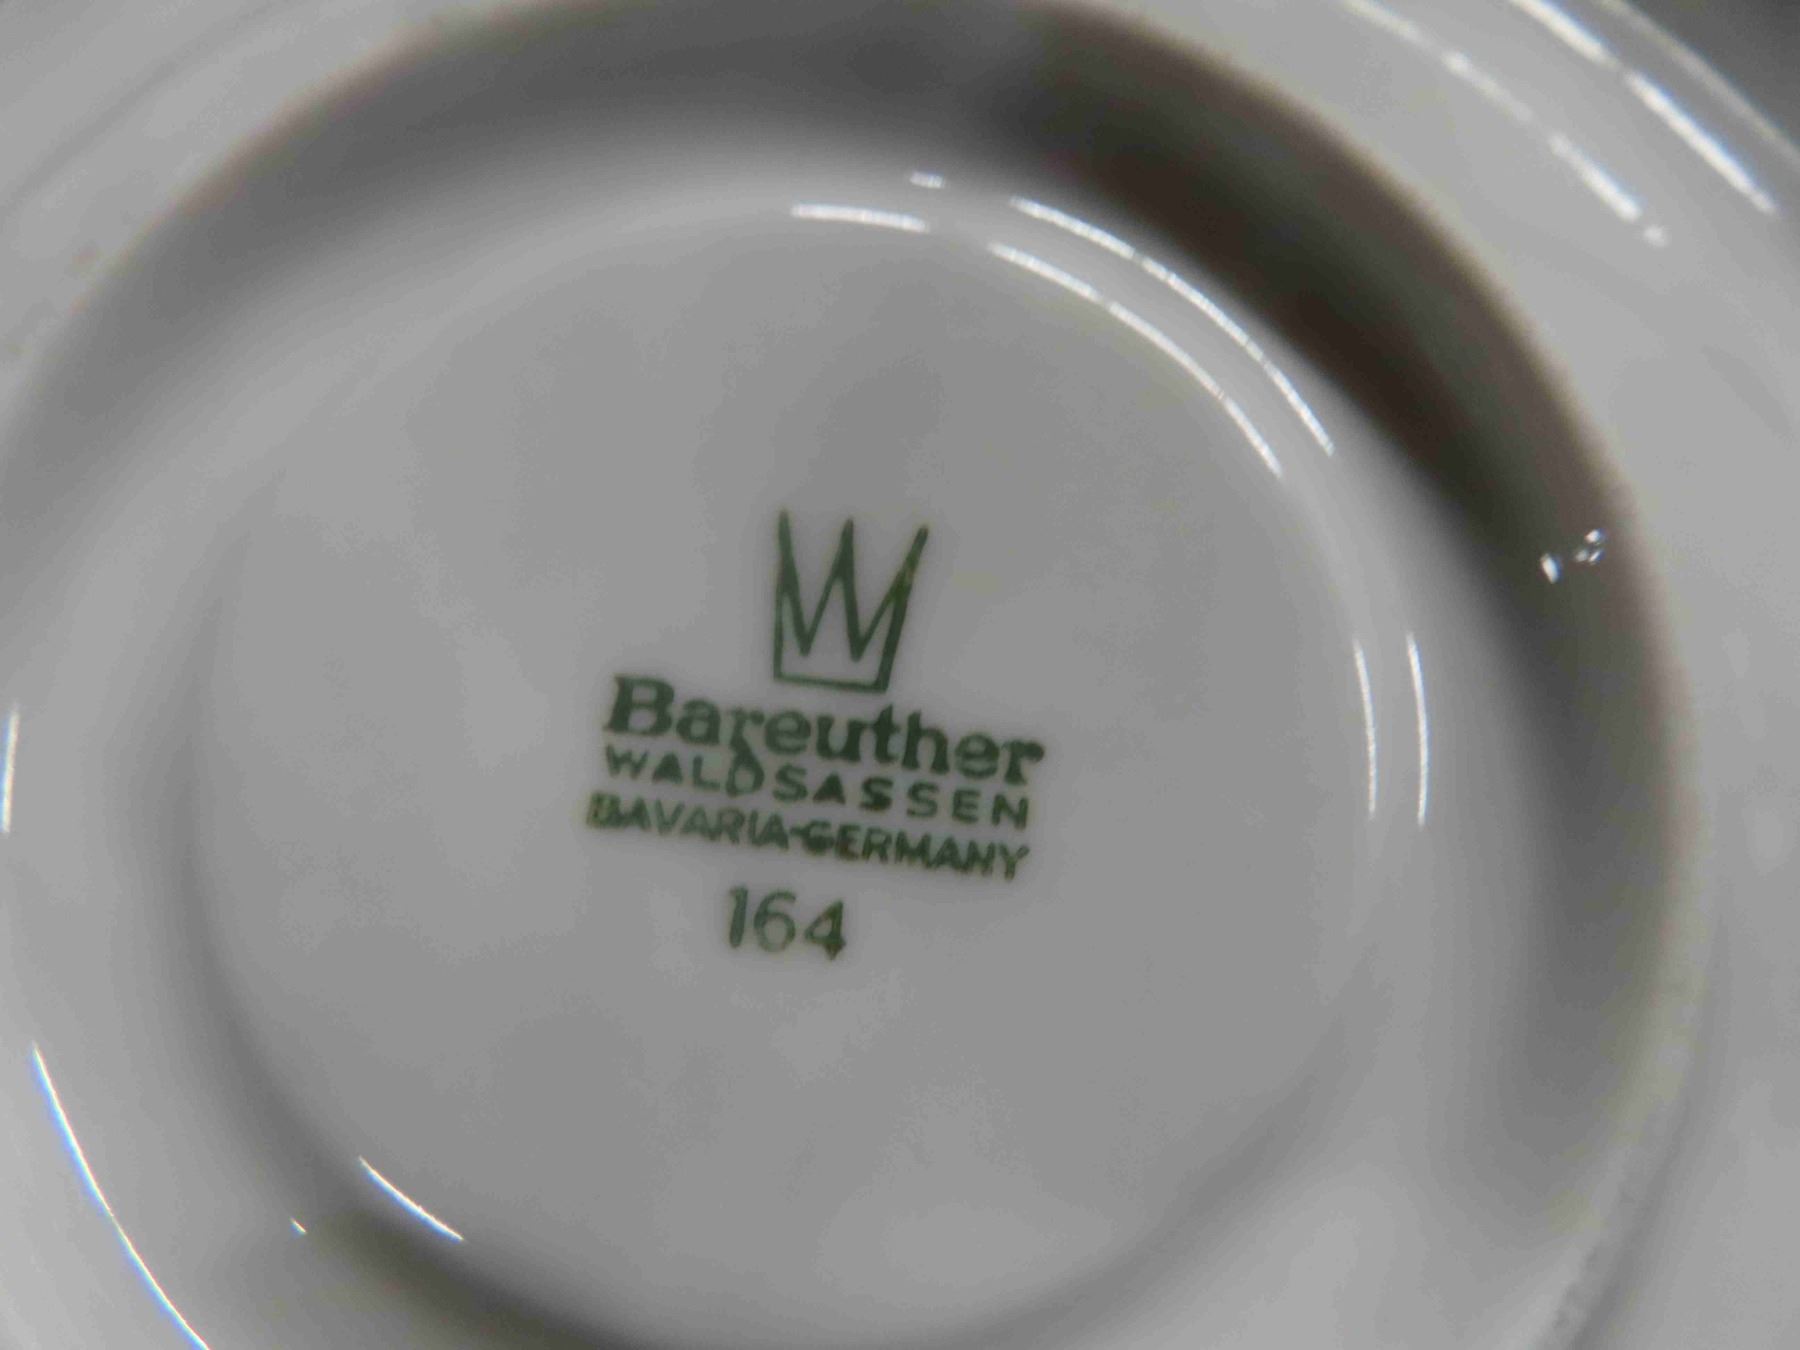 Bareuther
WALDSASSEN
BAVARIA-GERMANY
164